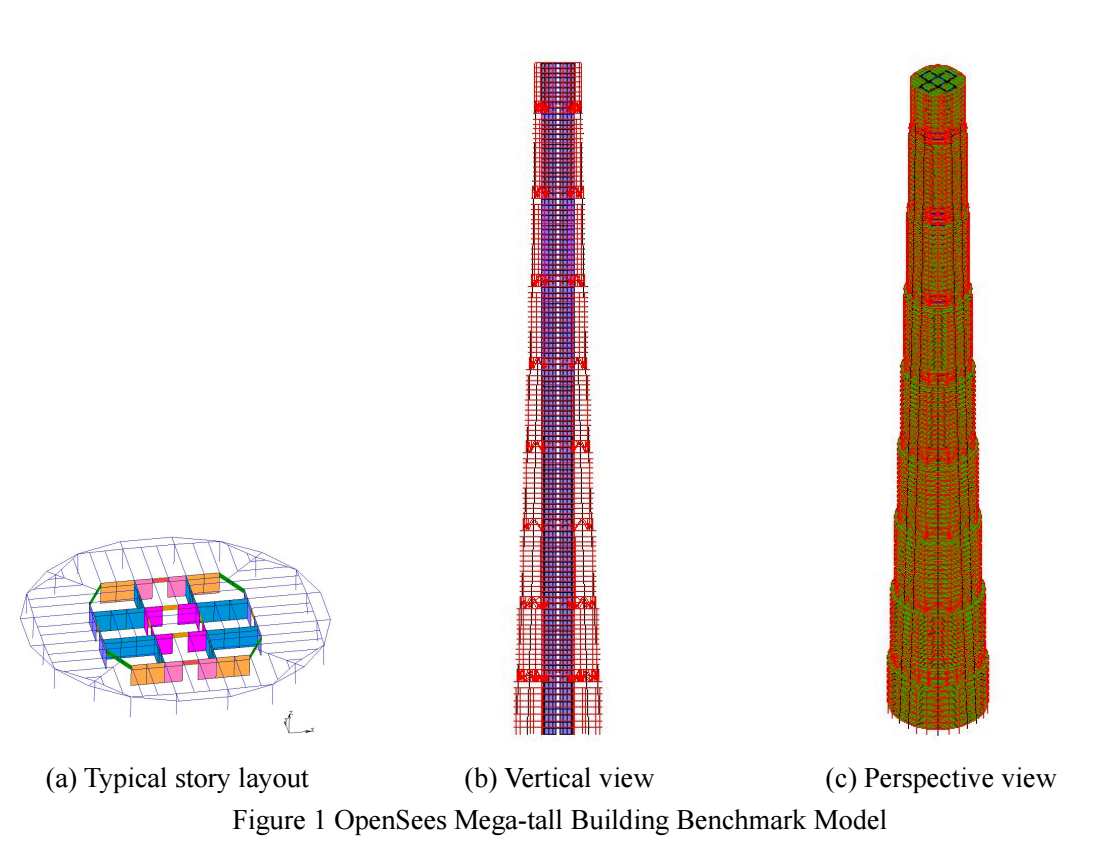 (a) Typical story layout
(b) Vertical view
(c) Perspective view
Figure 1 OpenSees Mega-tall Building Benchmark Model